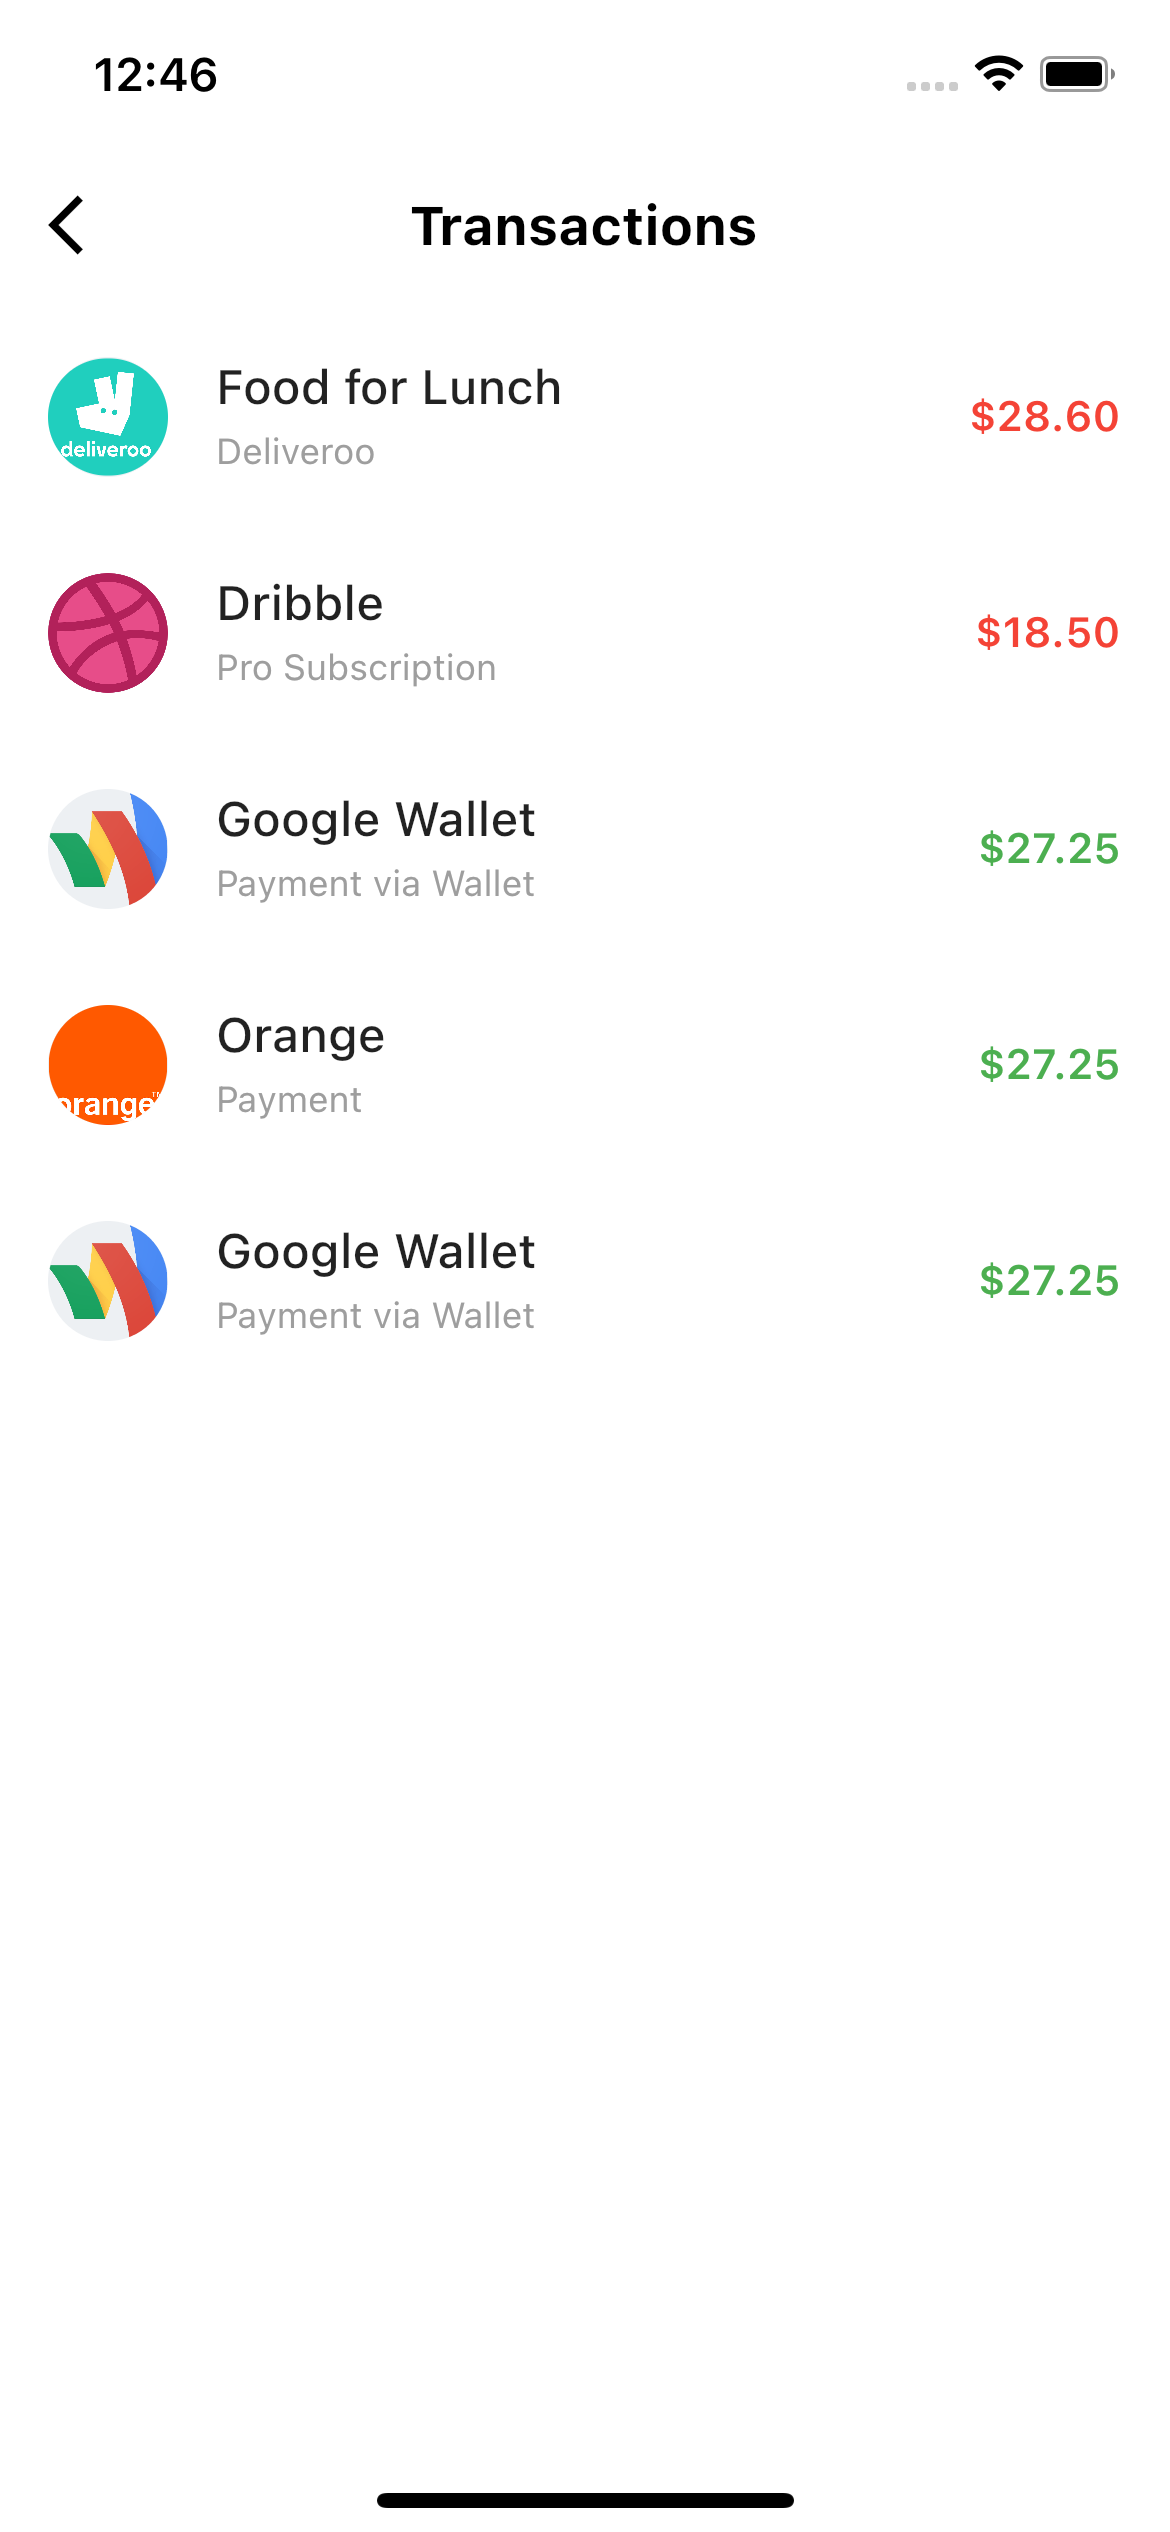 12:46
Transactions
Food for Lunch
$28.60
deliveroo
Deliveroo
Dribble
$18.50
Pro Subscription
Google Wallet
$27.25
Payment via Wallet
Orange
$27.25
orange
Payment
Google Wallet
$27.25
Payment via Wallet